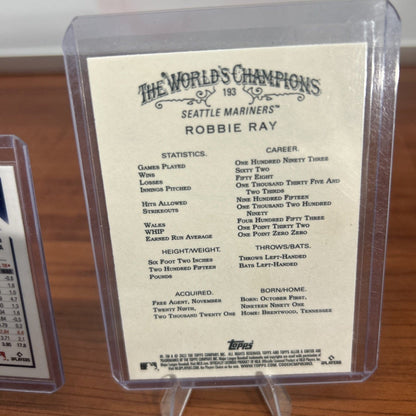 THE WORLD'S CHAMPIONS
193
SEATTLE MARINERS™
ROBBIE RAY
STATISTICS. CAREER.
GAMES PLAYED ONE HUNDRED NINETY THREE
WINS SIXTY TWO
LOSSES FIFTY EIGHT
INNINGS PITCHED ONE THOUSAND THIRTY FIVE AND
TWO THIRDS
HITS ALLOWED NINE HUNDRED FIFTEEN
STRIKEOUTS ONE THOUSAND TWO HUNDRED
NINETY
WALKS FOUR HUNDRED FIFTY THREE
WHIP ONE POINT THIRTY TWO
EARNED RUN AVERAGE ONE POINT ZERO ZERO
HEIGHT/WEIGHT. THROWS/BATS.
SIX FOOT TWO INCHES THROWS LEFT-HANDED
TWO HUNDRED FIFTEEN BATS LEFT-HANDED
POUNDS
ACQUIRED. BORN/HOME.
FREE AGENT, NOVEMBER BORN: OCTOBER FIRST,
TWENTY NINTH, NINETEEN NINETY ONE
TWO THOUSAND TWENTY ONE HOME: BRENTWOOD, TENNESSEE
TOPPS
PLAYERS